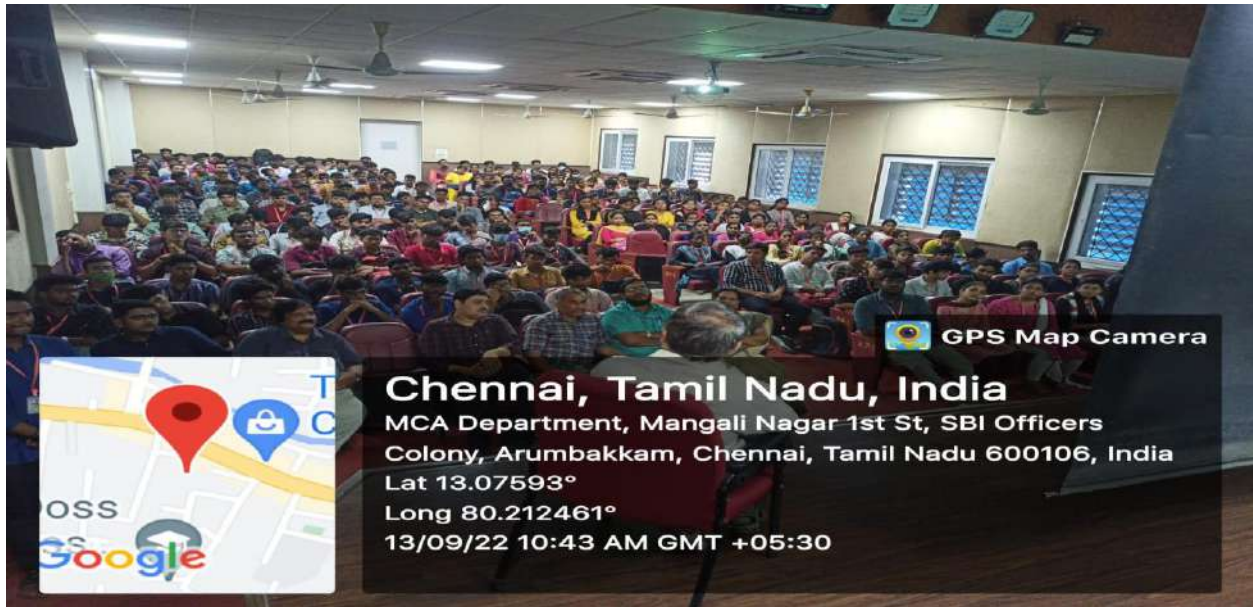 GPS Map Camera
Chennai, Tamil Nadu, India
MCA Department, Mangali Nagar 1st St, SBI Officers
Colony, Arumbakkam, Chennai, Tamil Nadu 600106, India
Lat 13.07593°
Long 80.212461°
13/09/22 10:43 AM GMT +05:30
T
C
oss
Google